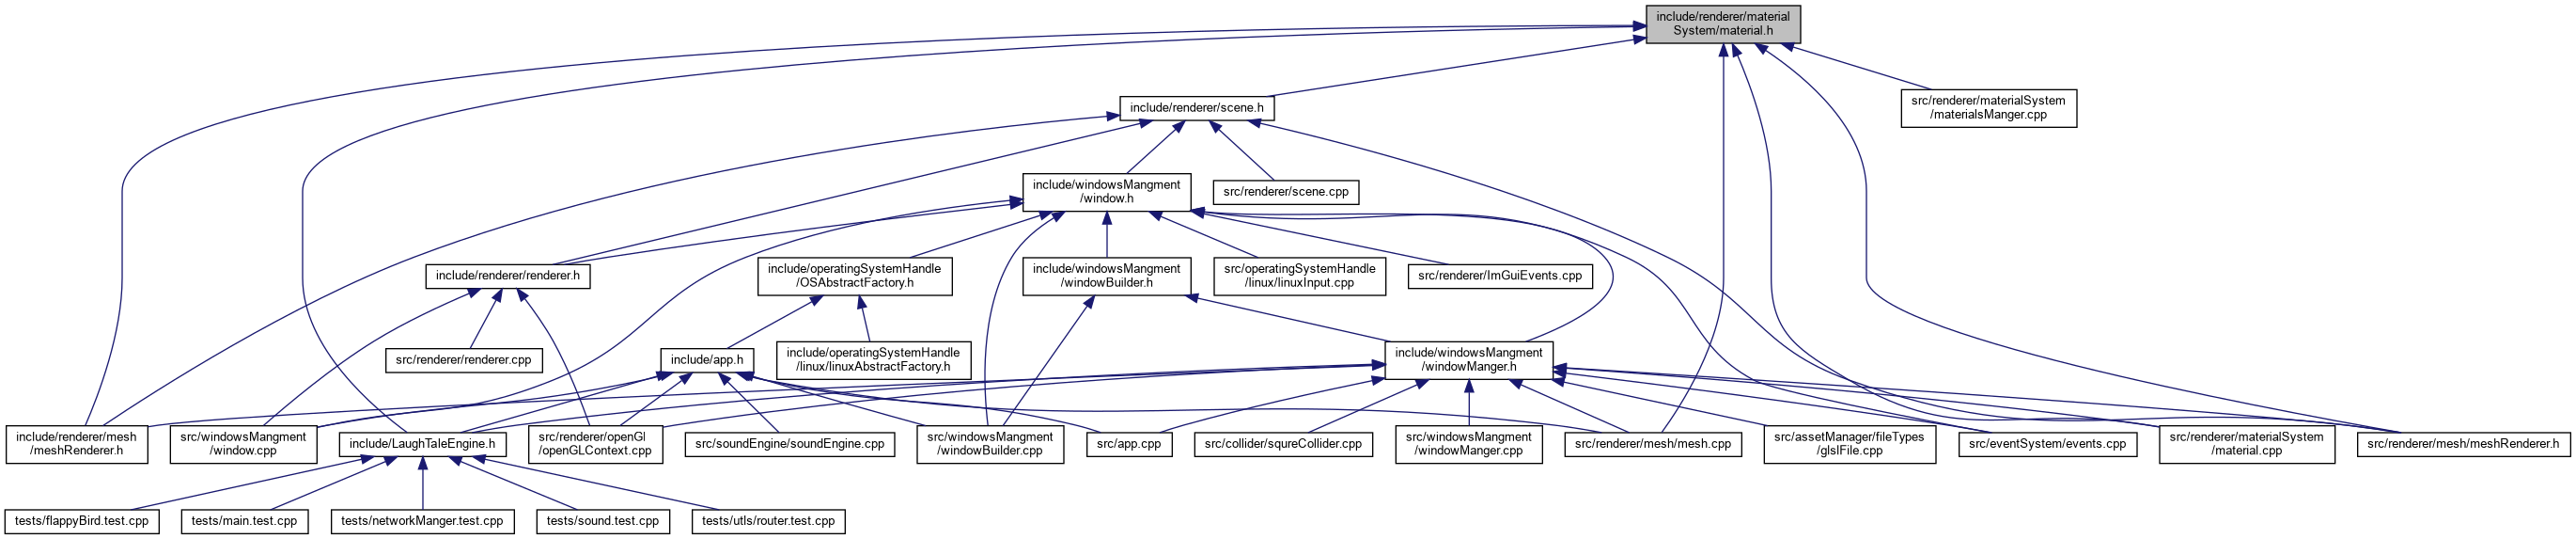 include/renderer/material
System/material.h
include/renderer/scene.h
src/renderer/materialSystem
/materialsManger.cpp
include/windowsMangment
/window.h
src/renderer/scene.cpp
include/renderer/renderer.h
include/operatingSystemHandle
/OSAbstractFactory.h
include/windowsMangment
/windowBuilder.h
src/operatingSystemHandle
/linux/linuxInput.cpp
src/renderer/ImGuiEvents.cpp
src/renderer/renderer.cpp
include/app.h
include/operatingSystemHandle
/linux/linuxAbstractFactory.h
include/windowsMangment
/windowManger.h
include/renderer/mesh
/meshRenderer.h
src/windowsMangment
/window.cpp
include/LaughTaleEngine.h
src/renderer/openGl
/openGLContext.cpp
src/soundEngine/soundEngine.cpp
src/windowsMangment
/windowBuilder.cpp
src/app.cpp
src/collider/squreCollider.cpp
src/windowsMangment
/windowManger.cpp
src/renderer/mesh/mesh.cpp
src/assetManager/fileTypes
/glslFile.cpp
src/eventSystem/events.cpp
src/renderer/materialSystem
/material.cpp
src/renderer/mesh/meshRenderer.h
tests/flappyBird.test.cpp
tests/main.test.cpp
tests/networkManger.test.cpp
tests/sound.test.cpp
tests/utls/router.test.cpp